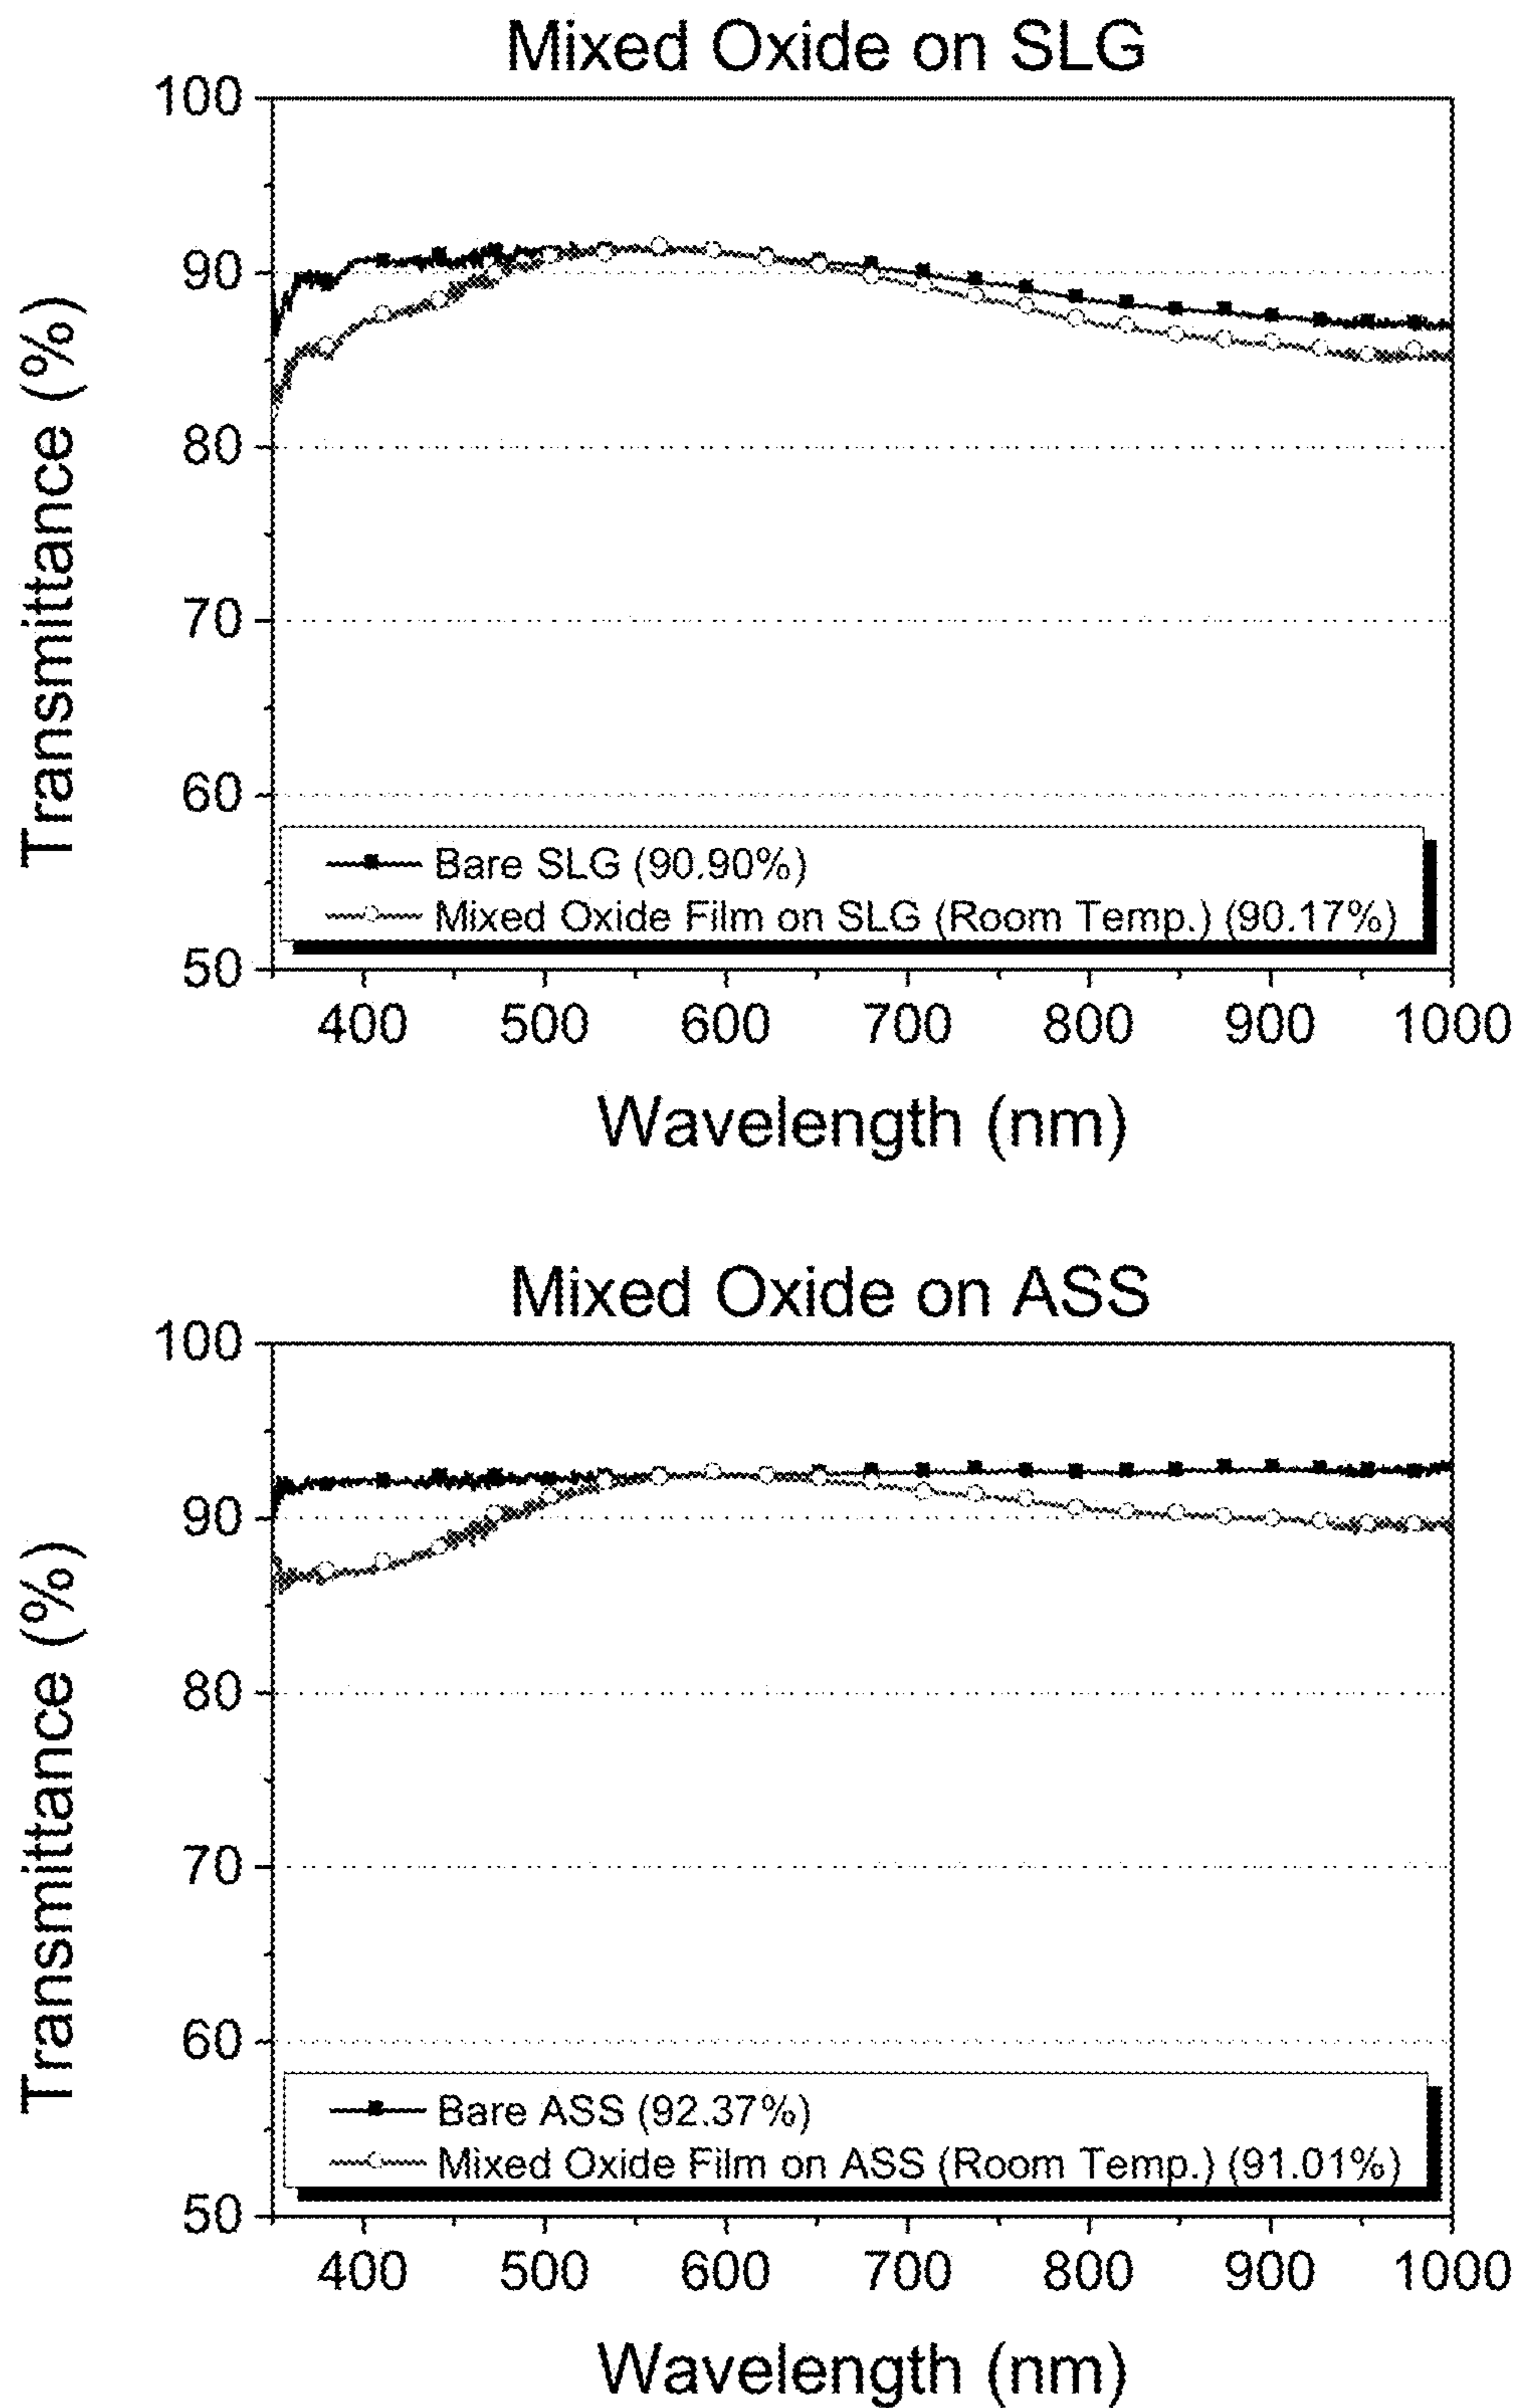 Mixed Oxide on SLG
100
90
80
70
60
50
Transmittance (%)
Bare SLG (90.90%)
Mixed Oxide Film on SLG (Room Temp.) (90.17%)
400 500 600 700 800 900 1000
Wavelength (nm)
Mixed Oxide on ASS
100
90
80
70
60
50
Transmittance (%)
Bare ASS (92.37%)
Mixed Oxide Film on ASS (Room Temp.) (91.01%)
400 500 600 700 800 900 1000
Wavelength (nm)